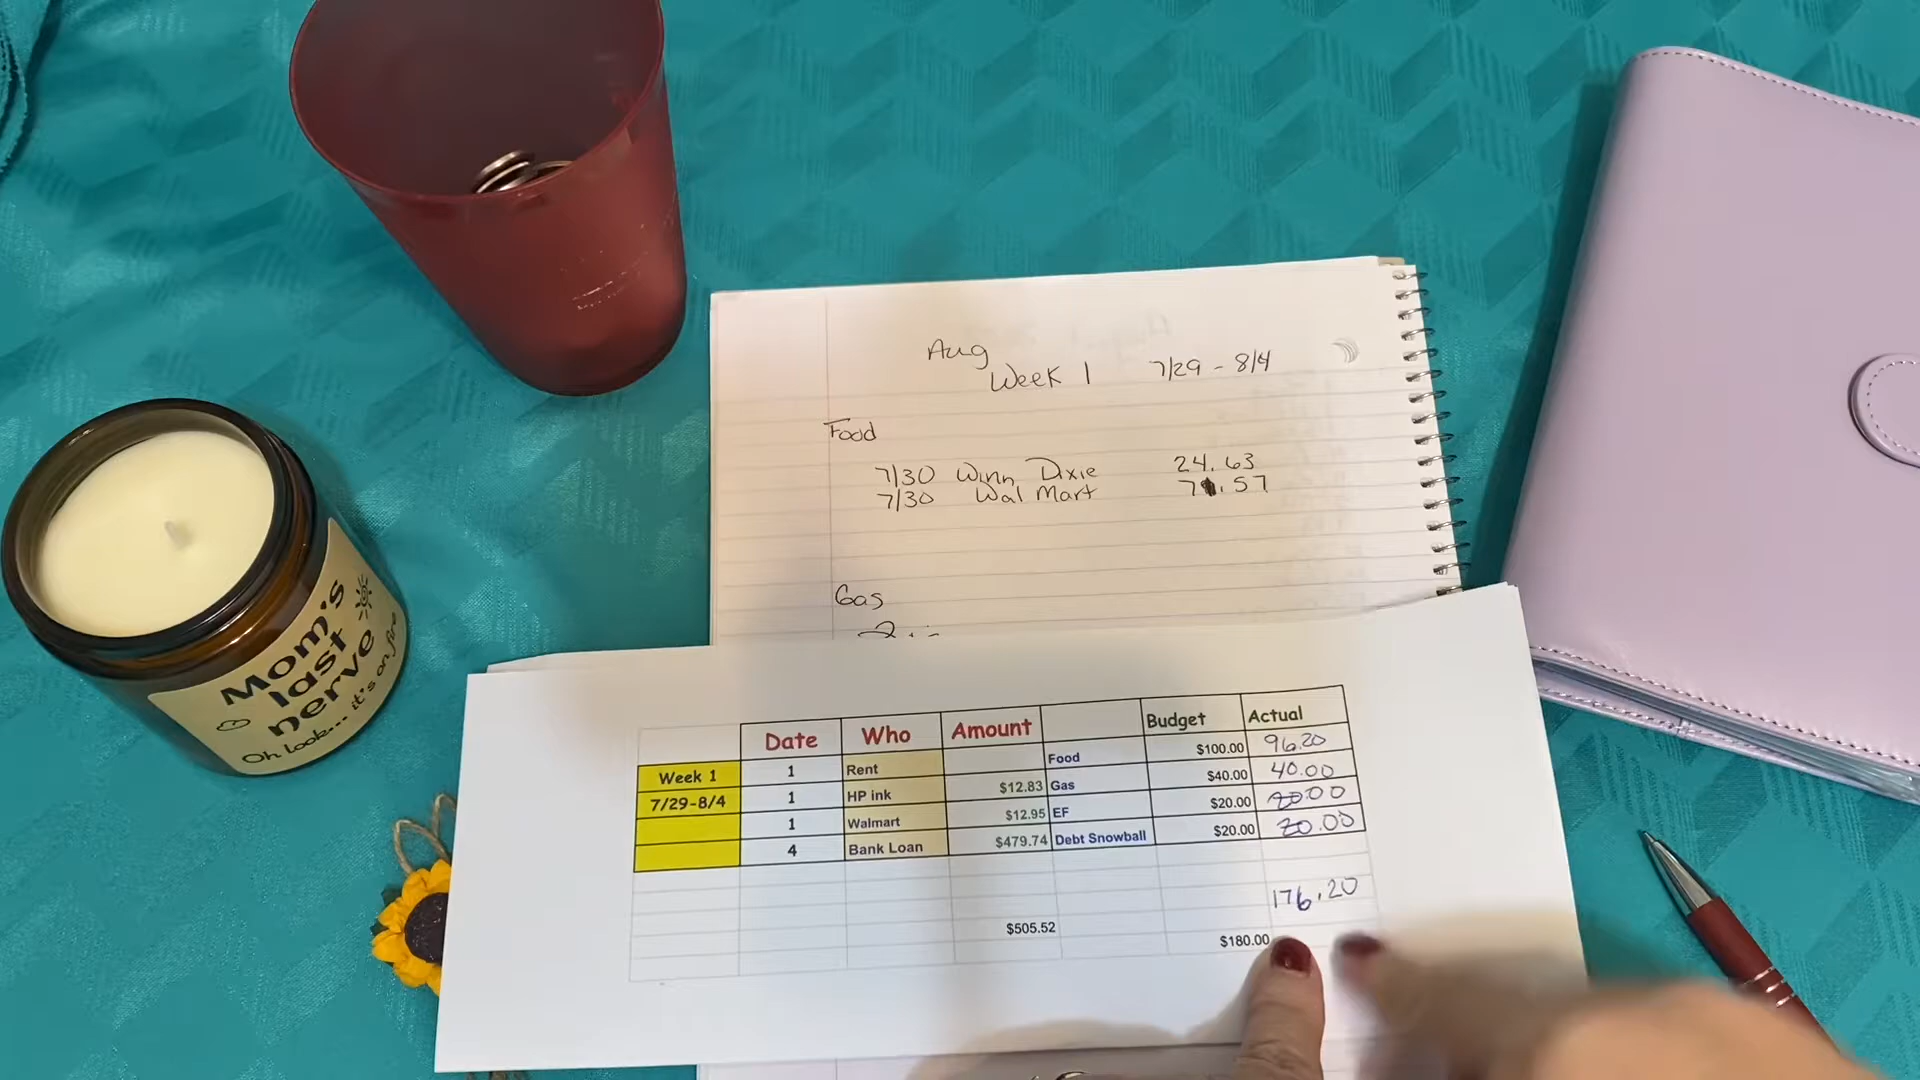 Aug
Week 1 7/29 - 8/4
Food
7/30 Winn Dixie 24.63
7/30 Wal Mart 71.57
Gas
Mom's
last
nerve
Oh look... it's on fire
Date Who Amount Budget Actual
Week 1 1 Rent Food $100.00 96.20
7/29-8/4 1 HP ink $12.83 Gas $40.00 40.00
1 Walmart $12.95 EF $20.00 20.00
4 Bank Loan $479.74 Debt Snowball $20.00 20.00
176.20
$505.52 $180.00